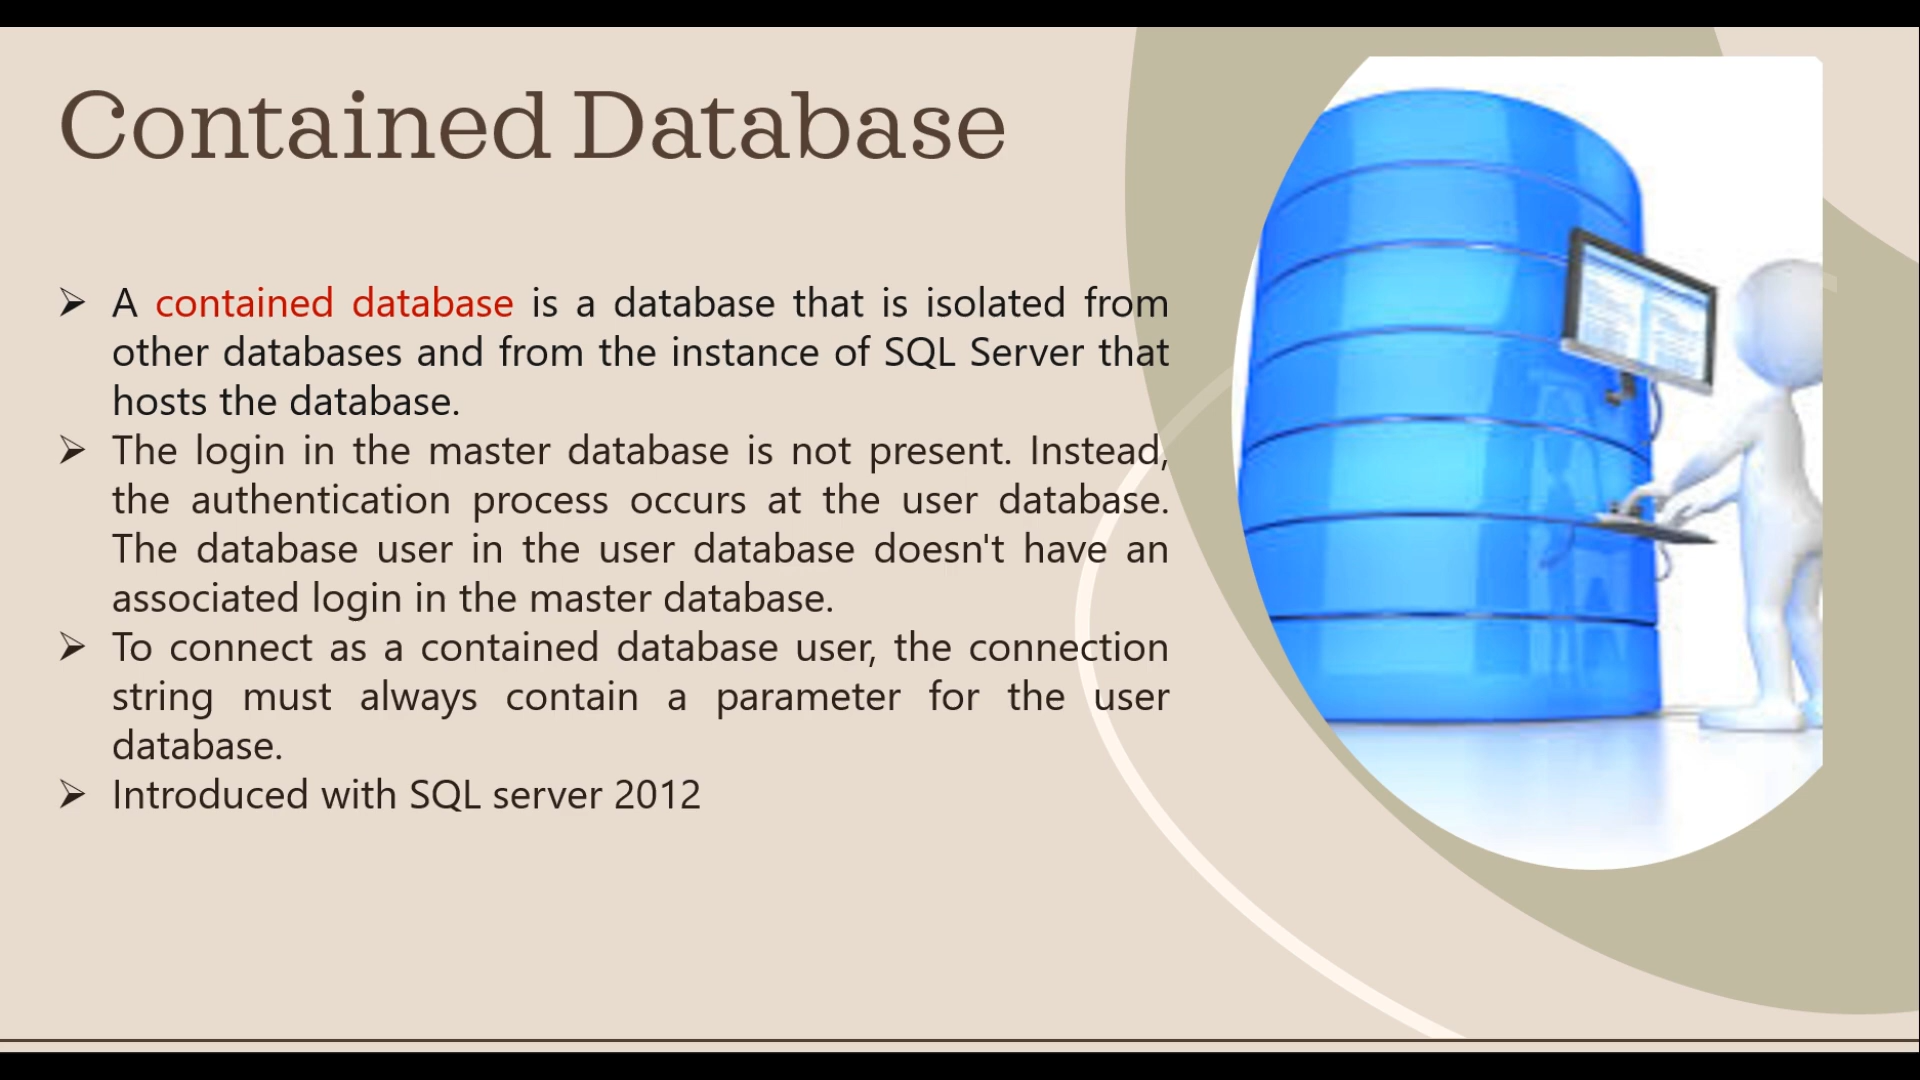 Contained Database
➢ A contained database is a database that is isolated from
other databases and from the instance of SQL Server that
hosts the database.
➢ The login in the master database is not present. Instead,
the authentication process occurs at the user database.
The database user in the user database doesn't have an
associated login in the master database.
➢ To connect as a contained database user, the connection
string must always contain a parameter for the user
database.
➢ Introduced with SQL server 2012